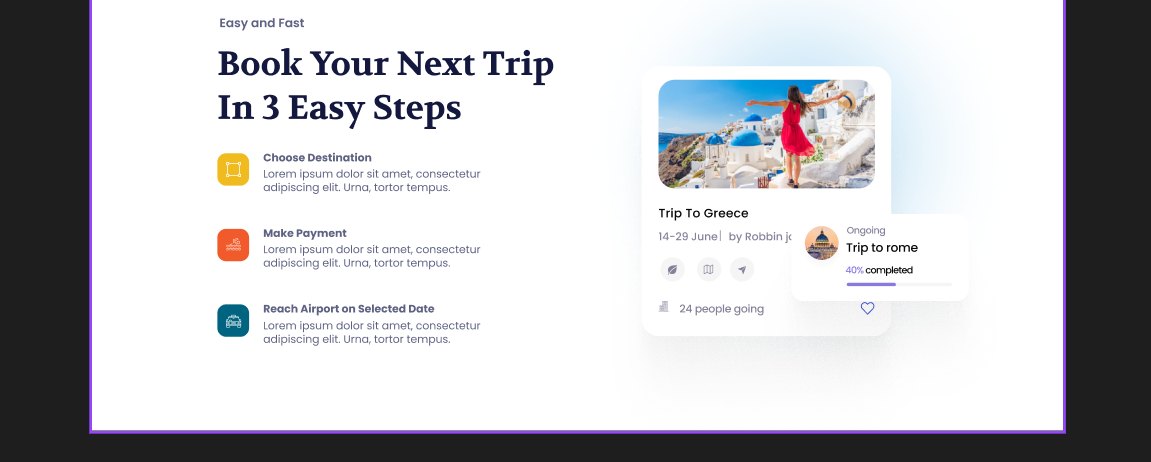 Easy and Fast
Book Your Next Trip
In 3 Easy Steps
Choose Destination
Lorem ipsum dolor sit amet, consectetur
adipiscing elit. Urna, tortor tempus.
Make Payment
Lorem ipsum dolor sit amet, consectetur
adipiscing elit. Urna, tortor tempus.
Reach Airport on Selected Date
Lorem ipsum dolor sit amet, consectetur
adipiscing elit. Urna, tortor tempus.
Trip To Greece
14-29 June | by Robbin
24 people going
Ongoing
Trip to rome
40% completed